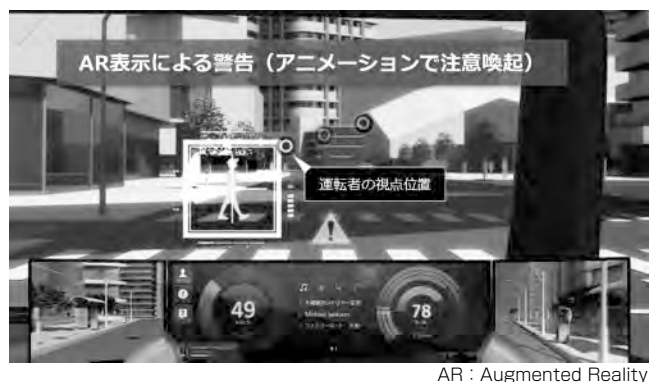 AR表示による警告（アニメーションで注意喚起）
運転者の視点位置
49
km/h
78
AR：Augmented Reality